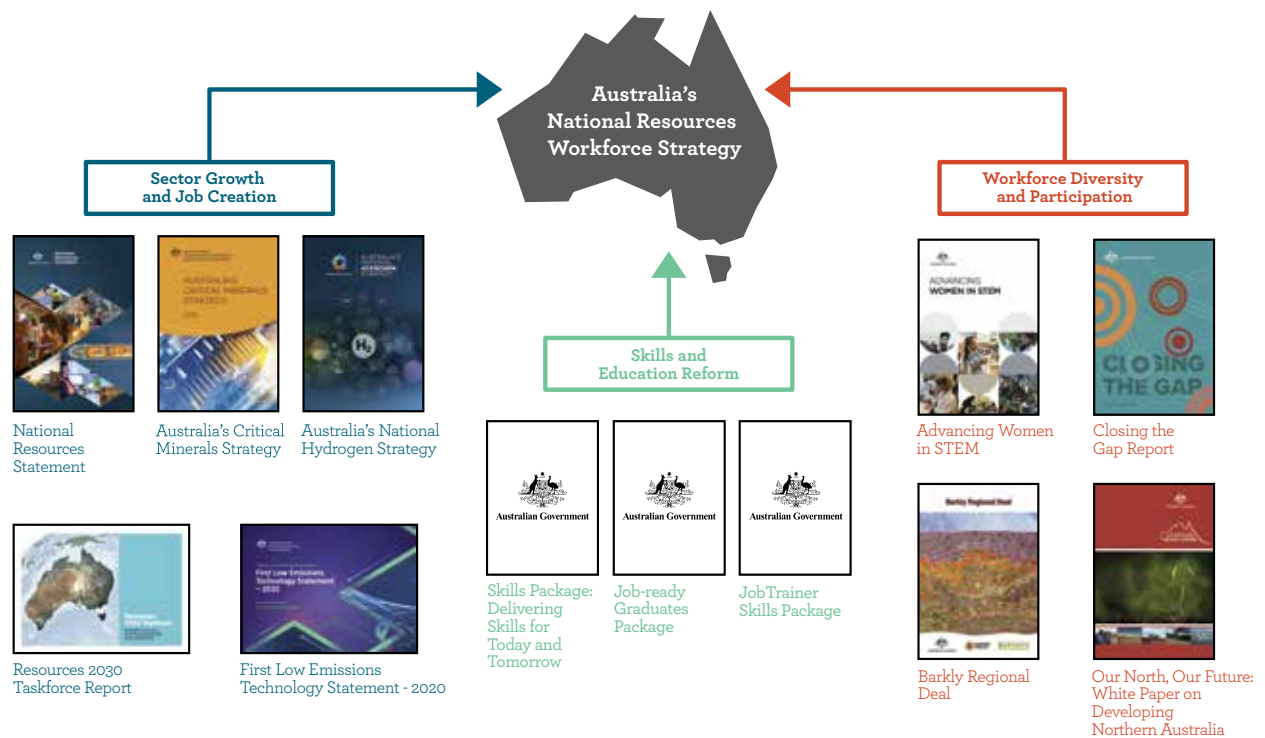 Australia's
National Resources
Workforce Strategy
Sector Growth
and Job Creation
Workforce Diversity
and Participation
Skills and
Education Reform
AUSTRALIA'S
CRITICAL MINERALS
STRATEGY
H2
National
Resources
Statement
Australia's Critical
Minerals Strategy
Australia's National
Hydrogen Strategy
First Low Emissions
Technology Statement
– 2020
Resources 2030
Taskforce Report
First Low Emissions
Technology Statement - 2020
Australian Government
Australian Government
Australian Government
Skills Package:
Delivering
Skills for
Today and
Tomorrow
Job-ready
Graduates
Package
JobTrainer
Skills Package
ADVANCING
WOMEN IN STEM
CLOSING
THE GAP
Advancing Women
in STEM
Closing the
Gap Report
Barkly Regional Deal
Barkly Regional
Deal
Our North, Our Future:
White Paper on
Developing
Northern Australia